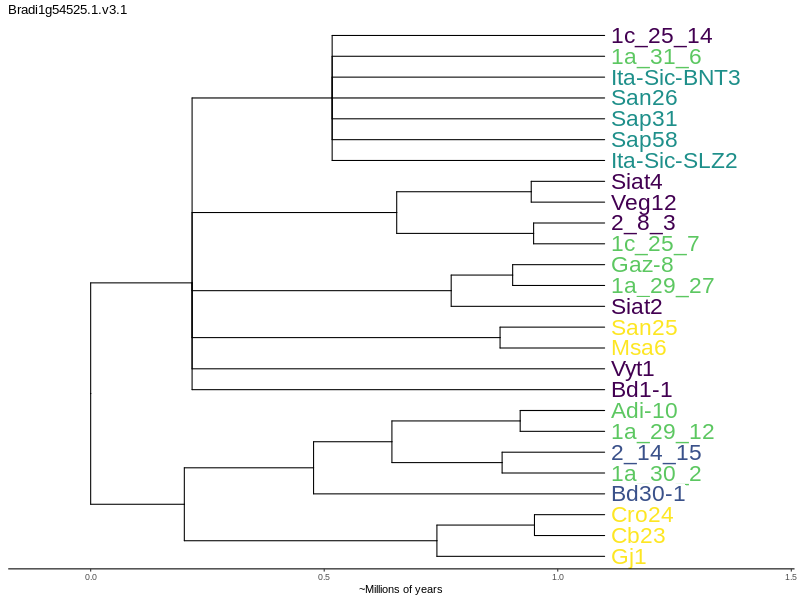 Bradi1g54525.1.v3.1
1c_25_14
1a_31_6
Ita-Sic-BNT3
San26
Sap31
Sap58
Ita-Sic-SLZ2
Siat4
Veg12
2_8_3
1c_25_7
Gaz-8
1a_29_27
Siat2
San25
Msa6
Vyt1
Bd1-1
Adi-10
1a_29_12
2_14_15
1a_30_2
Bd30-1
Cro24
Cb23
Gj1
0.0 0.5 1.0 1.5
~Millions of years